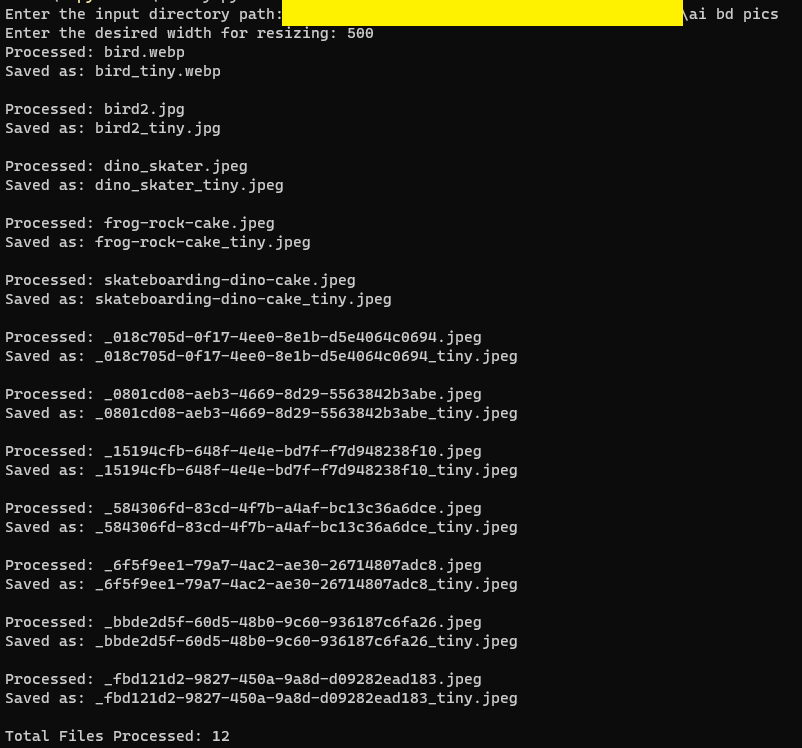 Enter the input directory path: \ai bd pics
Enter the desired width for resizing: 500
Processed: bird.webp
Saved as: bird_tiny.webp
Processed: bird2.jpg
Saved as: bird2_tiny.jpg
Processed: dino_skater.jpeg
Saved as: dino_skater_tiny.jpeg
Processed: frog-rock-cake.jpeg
Saved as: frog-rock-cake_tiny.jpeg
Processed: skateboarding-dino-cake.jpeg
Saved as: skateboarding-dino-cake_tiny.jpeg
Processed: _018c705d-0f17-4ee0-8e1b-d5e4064c0694.jpeg
Saved as: _018c705d-0f17-4ee0-8e1b-d5e4064c0694_tiny.jpeg
Processed: _0801cd08-aeb3-4669-8d29-5563842b3abe.jpeg
Saved as: _0801cd08-aeb3-4669-8d29-5563842b3abe_tiny.jpeg
Processed: _15194cfb-648f-4e4e-bd7f-f7d948238f10.jpeg
Saved as: _15194cfb-648f-4e4e-bd7f-f7d948238f10_tiny.jpeg
Processed: _584306fd-83cd-4f7b-a4af-bc13c36a6dce.jpeg
Saved as: _584306fd-83cd-4f7b-a4af-bc13c36a6dce_tiny.jpeg
Processed: _6f5f9ee1-79a7-4ac2-ae30-26714807adc8.jpeg
Saved as: _6f5f9ee1-79a7-4ac2-ae30-26714807adc8_tiny.jpeg
Processed: _bbde2d5f-60d5-48b0-9c60-936187c6fa26.jpeg
Saved as: _bbde2d5f-60d5-48b0-9c60-936187c6fa26_tiny.jpeg
Processed: _fbd121d2-9827-450a-9a8d-d09282ead183.jpeg
Saved as: _fbd121d2-9827-450a-9a8d-d09282ead183_tiny.jpeg
Total Files Processed: 12